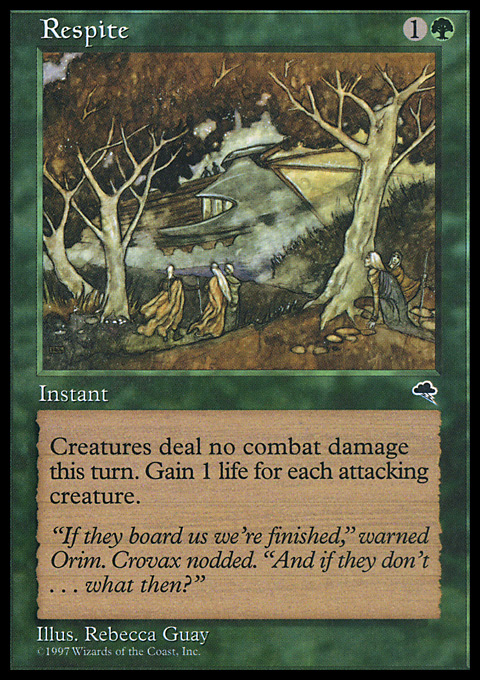 Respite 1
Instant
Creatures deal no combat damage
this turn. Gain 1 life for each attacking
creature.
“If they board us we’re finished,” warned
Orim. Crovax nodded. “And if they don’t
. . . what then?”
Illus. Rebecca Guay
©1997 Wizards of the Coast, Inc.